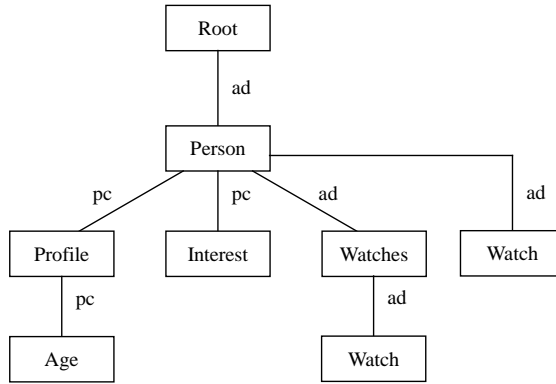 Root
ad
Person
pc
pc
ad
ad
Profile
Interest
Watches
Watch
pc
ad
Age
Watch